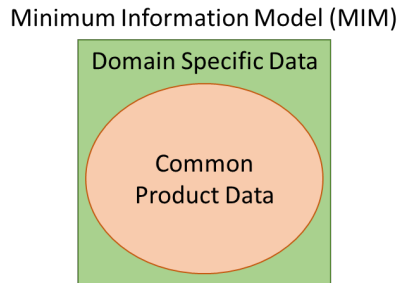 Minimum Information Model (MIM)
Domain Specific Data
Common
Product Data